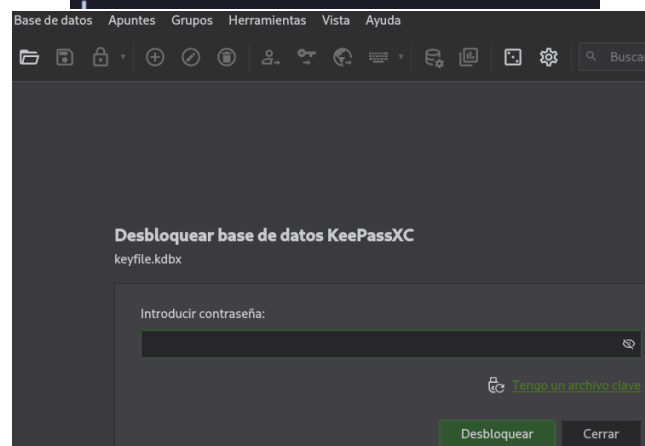 Base de datos Apuntes Grupos Herramientas Vista Ayuda
Buscar
Desbloquear base de datos KeePassXC
keyfile.kdbx
Introducir contraseña:
Tengo un archivo clave
Desbloquear Cerrar